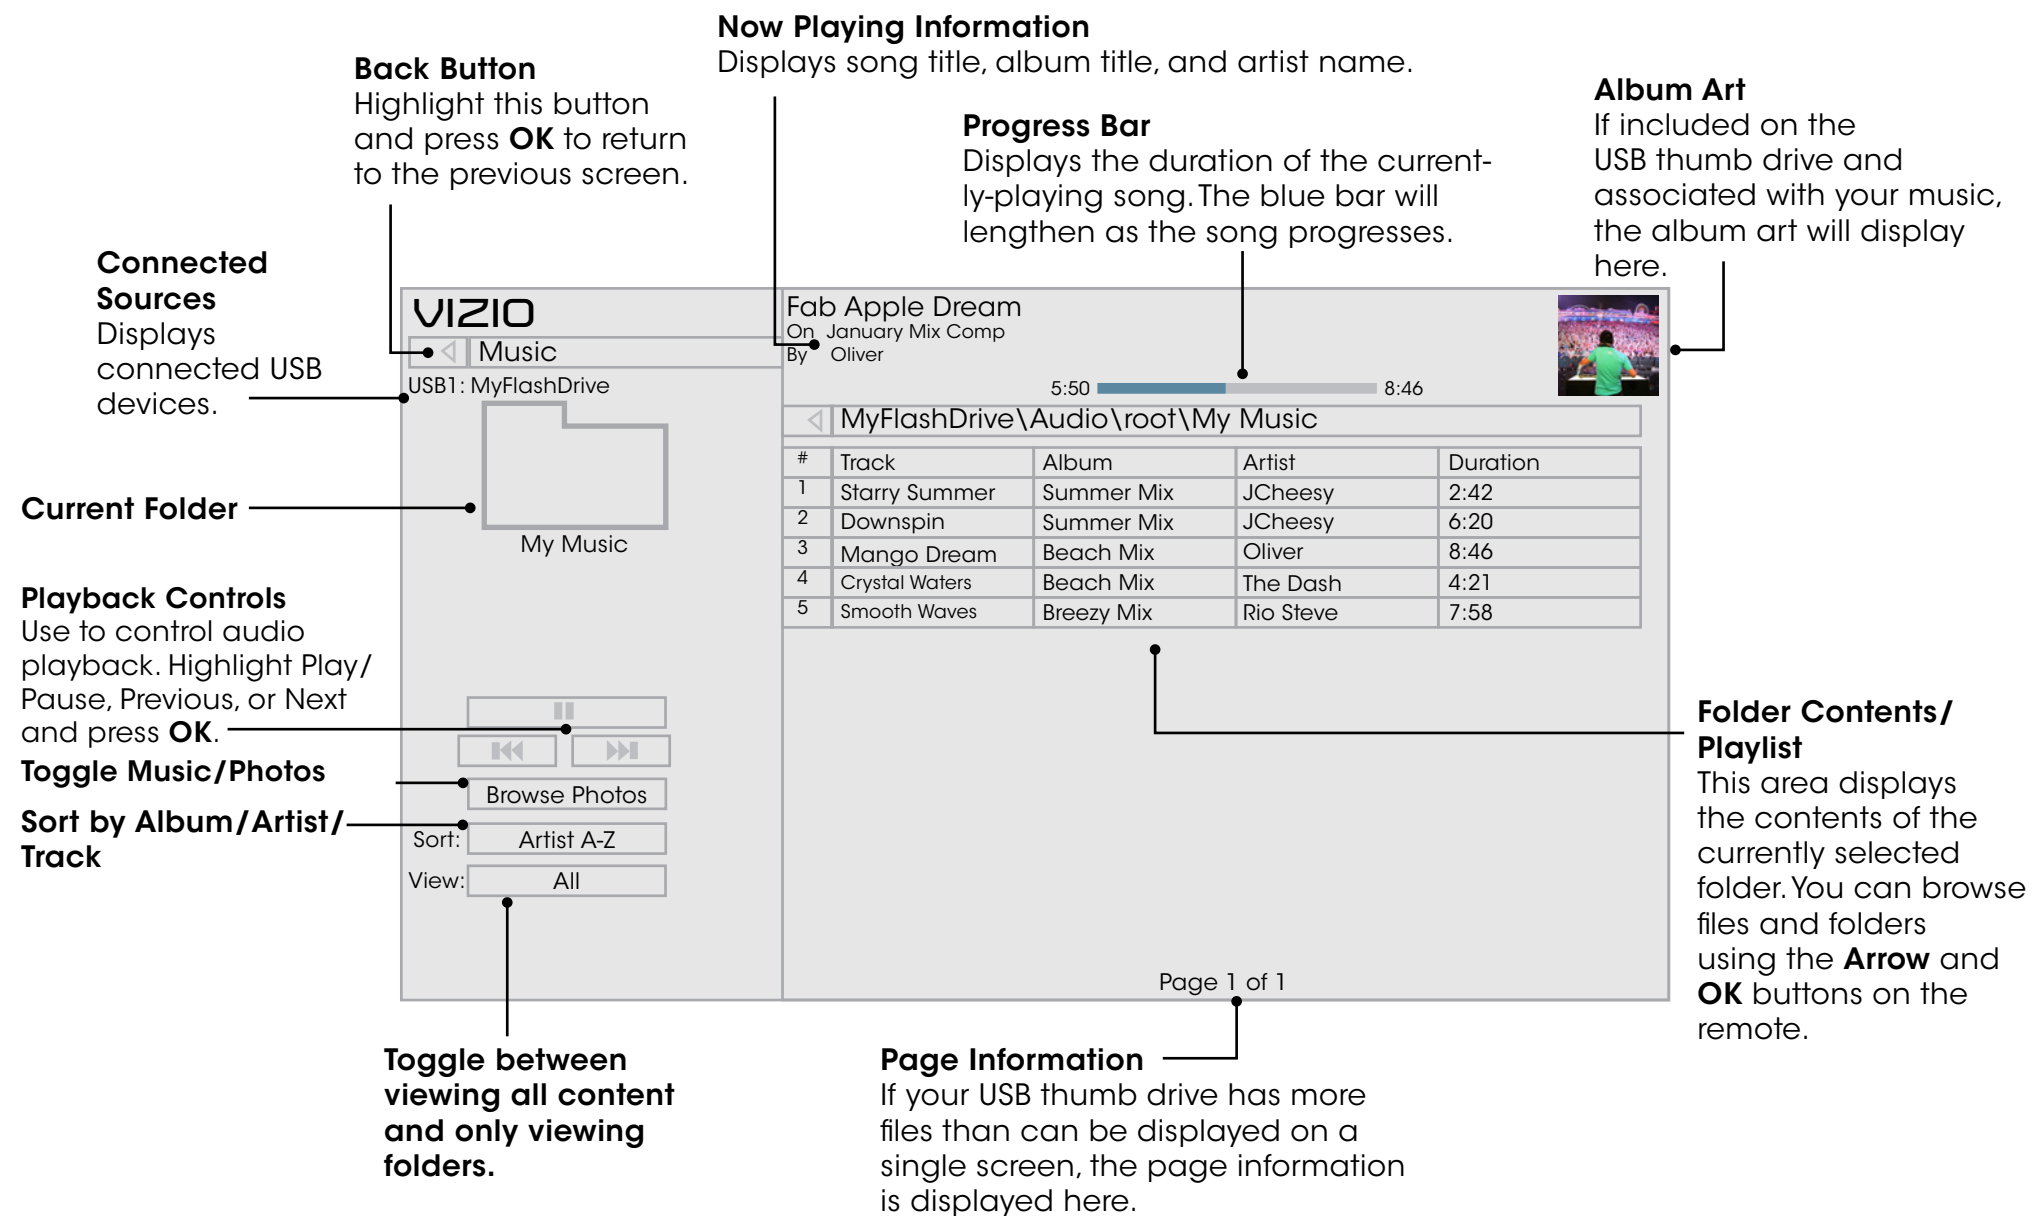 Now Playing Information
Displays song title, album title, and artist name.
Back Button
Highlight this button
and press OK to return
to the previous screen.
Progress Bar
Displays the duration of the current-
ly-playing song. The blue bar will
lengthen as the song progresses.
Album Art
If included on the
USB thumb drive and
associated with your music,
the album art will display
here.
Connected
Sources
Displays
connected USB
devices.
Current Folder
Playback Controls
Use to control audio
playback. Highlight Play/
Pause, Previous, or Next
and press OK.
Toggle Music/Photos
Sort by Album/Artist/
Track
VIZIO
Music
USB1: MyFlashDrive
My Music
Browse Photos
Sort: Artist A-Z
View: All
Fab Apple Dream
On January Mix Comp
By Oliver
5:50 8:46
MyFlashDrive\Audio\root\My Music
# Track Album Artist Duration
1 Starry Summer Summer Mix JCheesy 2:42
2 Downspin Summer Mix JCheesy 6:20
3 Mango Dream Beach Mix Oliver 8:46
4 Crystal Waters Beach Mix The Dash 4:21
5 Smooth Waves Breezy Mix Rio Steve 7:58
Page 1 of 1
Folder Contents/
Playlist
This area displays
the contents of the
currently selected
folder. You can browse
files and folders
using the Arrow and
OK buttons on the
remote.
Toggle between
viewing all content
and only viewing
folders.
Page Information
If your USB thumb drive has more
files than can be displayed on a
single screen, the page information
is displayed here.